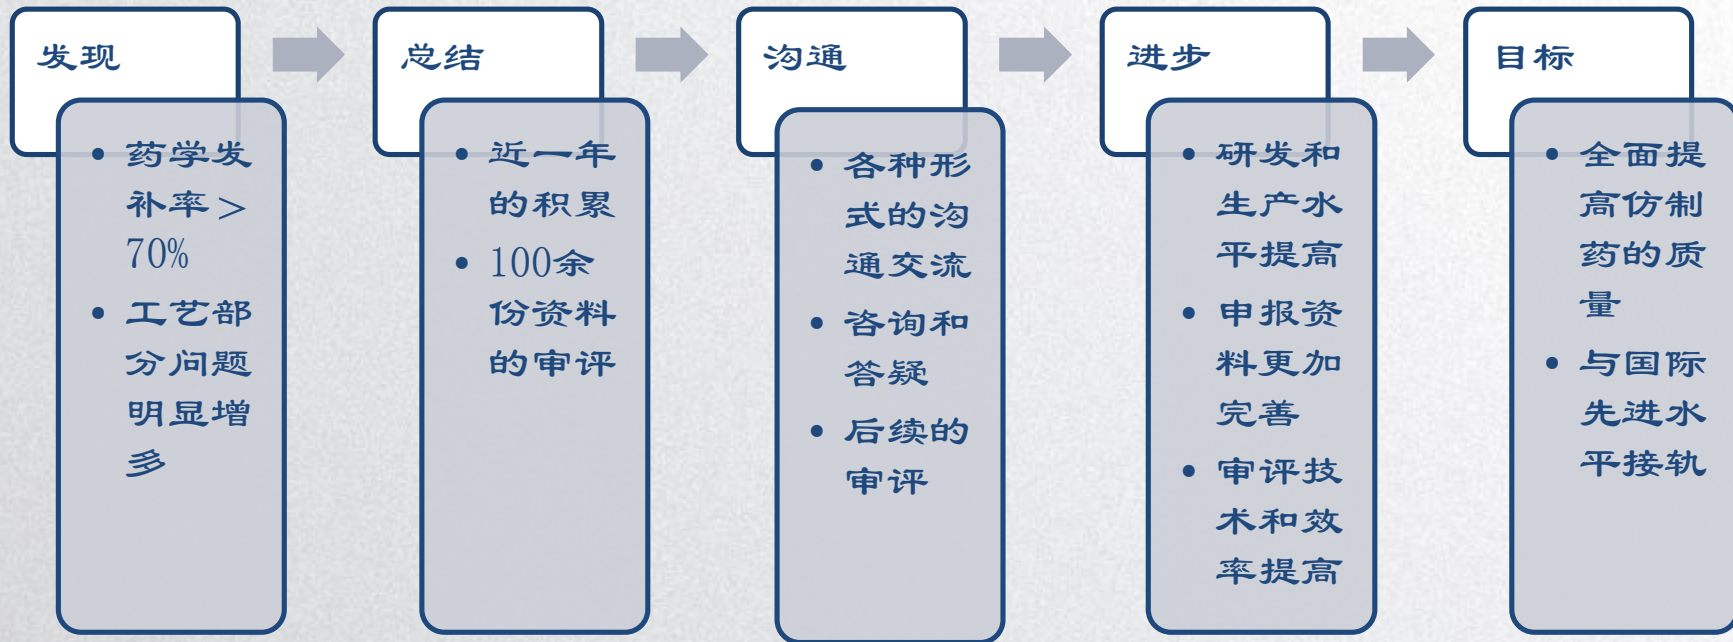 发现
• 药学发
补率>
70%
• 工艺部
分问题
明显增
多
总结
• 近一年
的积累
• 100余
份资料
的审评
沟通
• 各种形
式的沟
通交流
• 咨询和
答疑
• 后续的
审评
进步
• 研发和
生产水
平提高
• 申报资
料更加
完善
• 审评技
术和效
率提高
目标
• 全面提
高仿制
药的质
量
• 与国际
先进水
平接轨